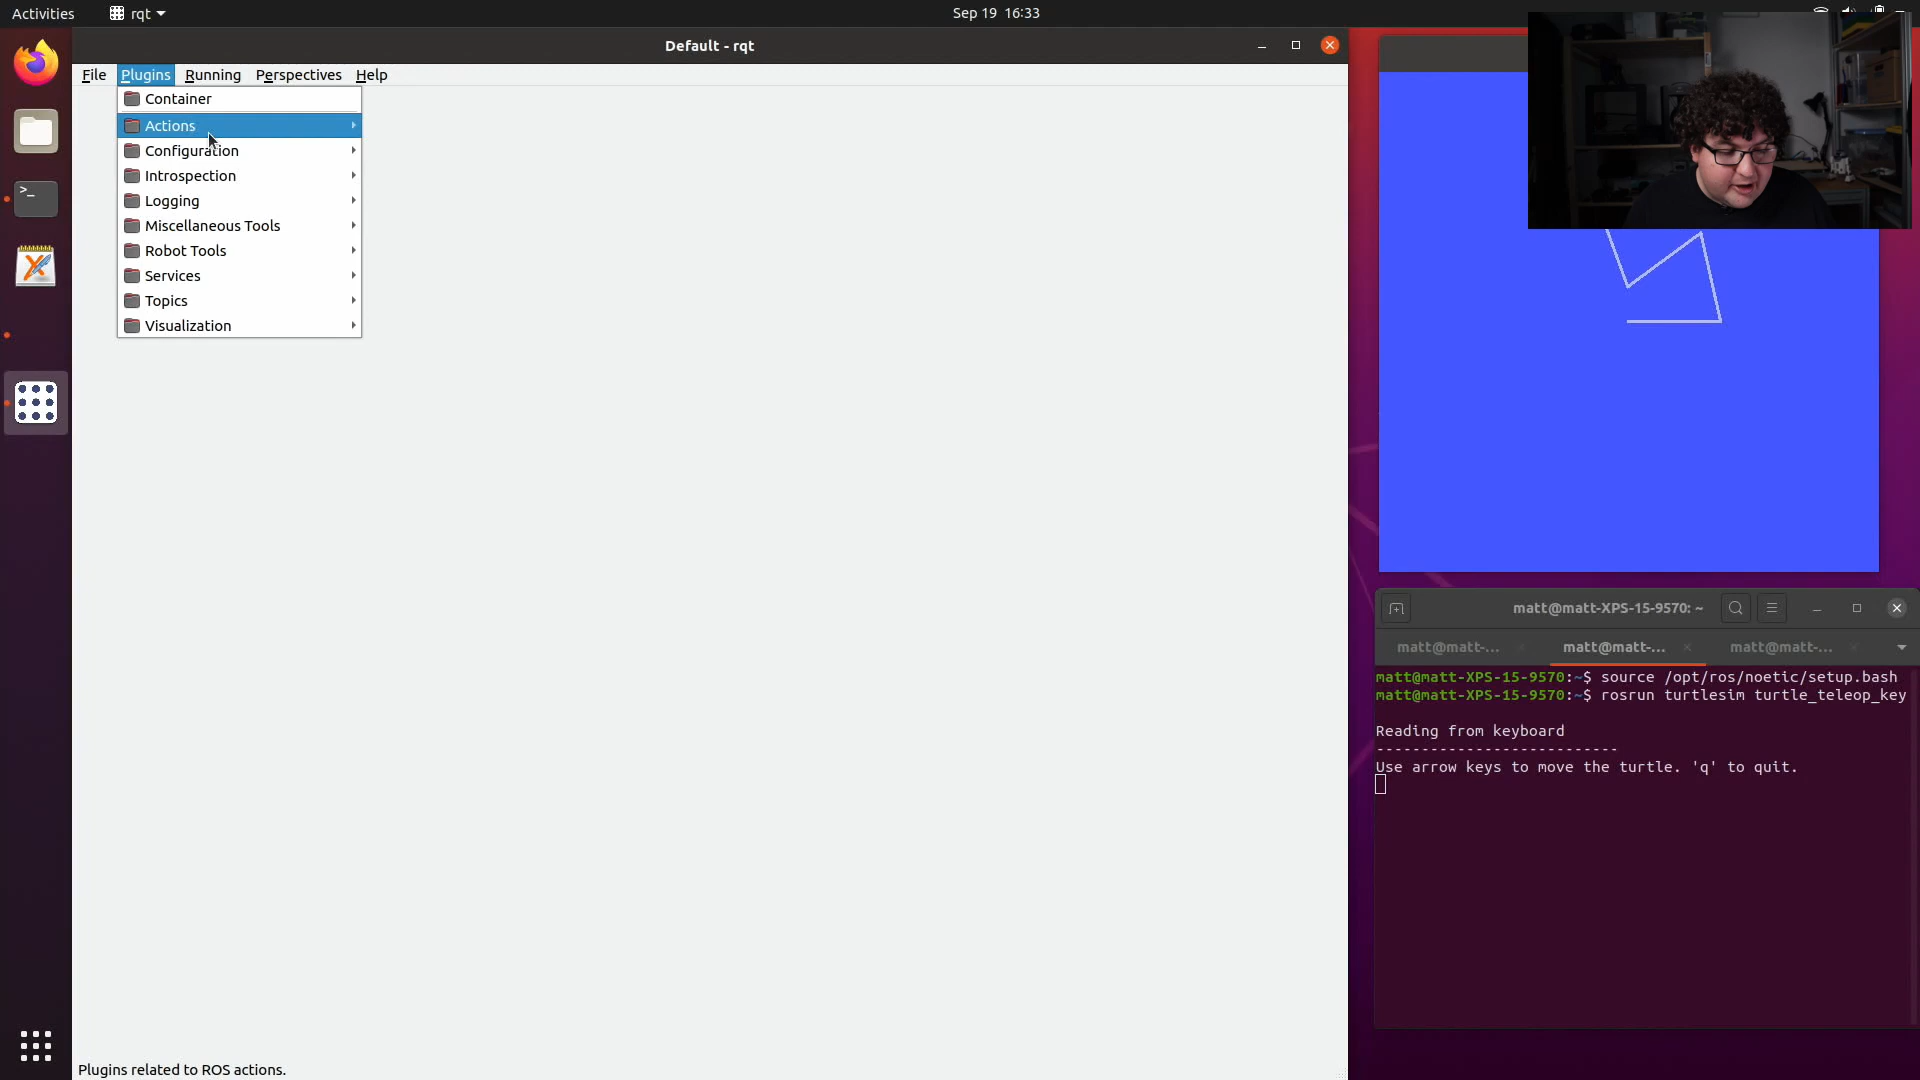 Activities
rqt
Sep 19 16:33
Default - rqt
File
Plugins
Running
Perspectives
Help
Container
Actions
Configuration
Introspection
Logging
Miscellaneous Tools
Robot Tools
Services
Topics
Visualization
Plugins related to ROS actions.
matt@matt-XPS-15-9570: ~
matt@matt-...
matt@matt-...
matt@matt-...
matt@matt-XPS-15-9570:~$ source /opt/ros/noetic/setup.bash
matt@matt-XPS-15-9570:~$ rosrun turtlesim turtle_teleop_key
Reading from keyboard
---------------------------
Use arrow keys to move the turtle. 'q' to quit.